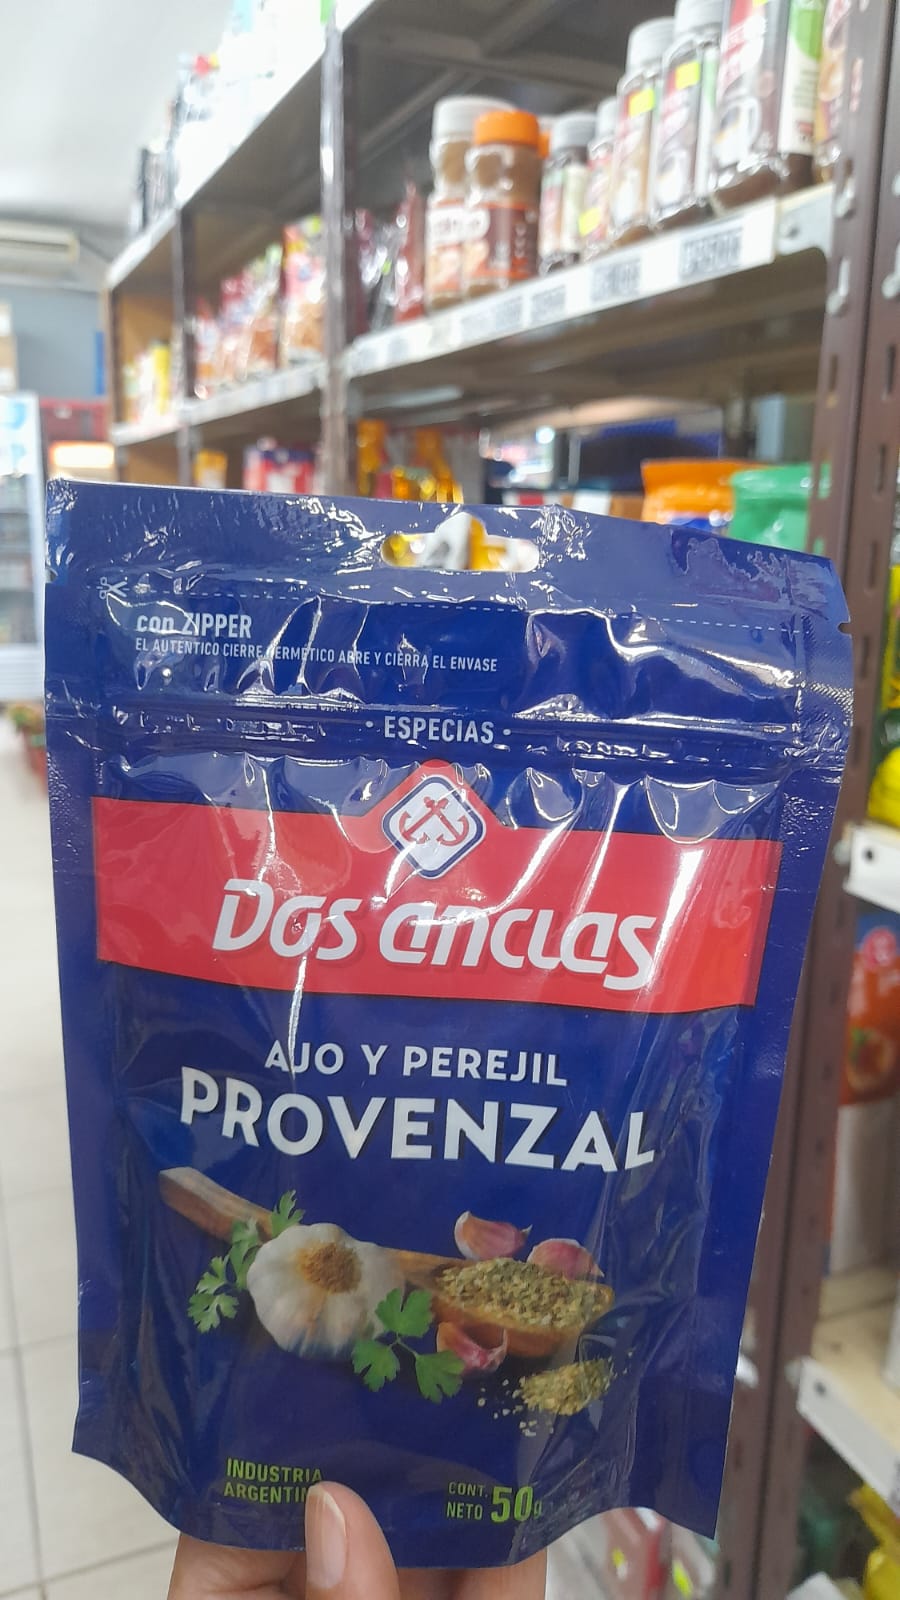 con ZIPPER
EL AUTENTICO CIERRE HERMETICO ABRE Y CIERRA EL ENVASE
• ESPECIAS •
Dos anclas
AJO Y PEREJIL
PROVENZAL
INDUSTRIA
ARGENTIN
CONT.
NETO 50g